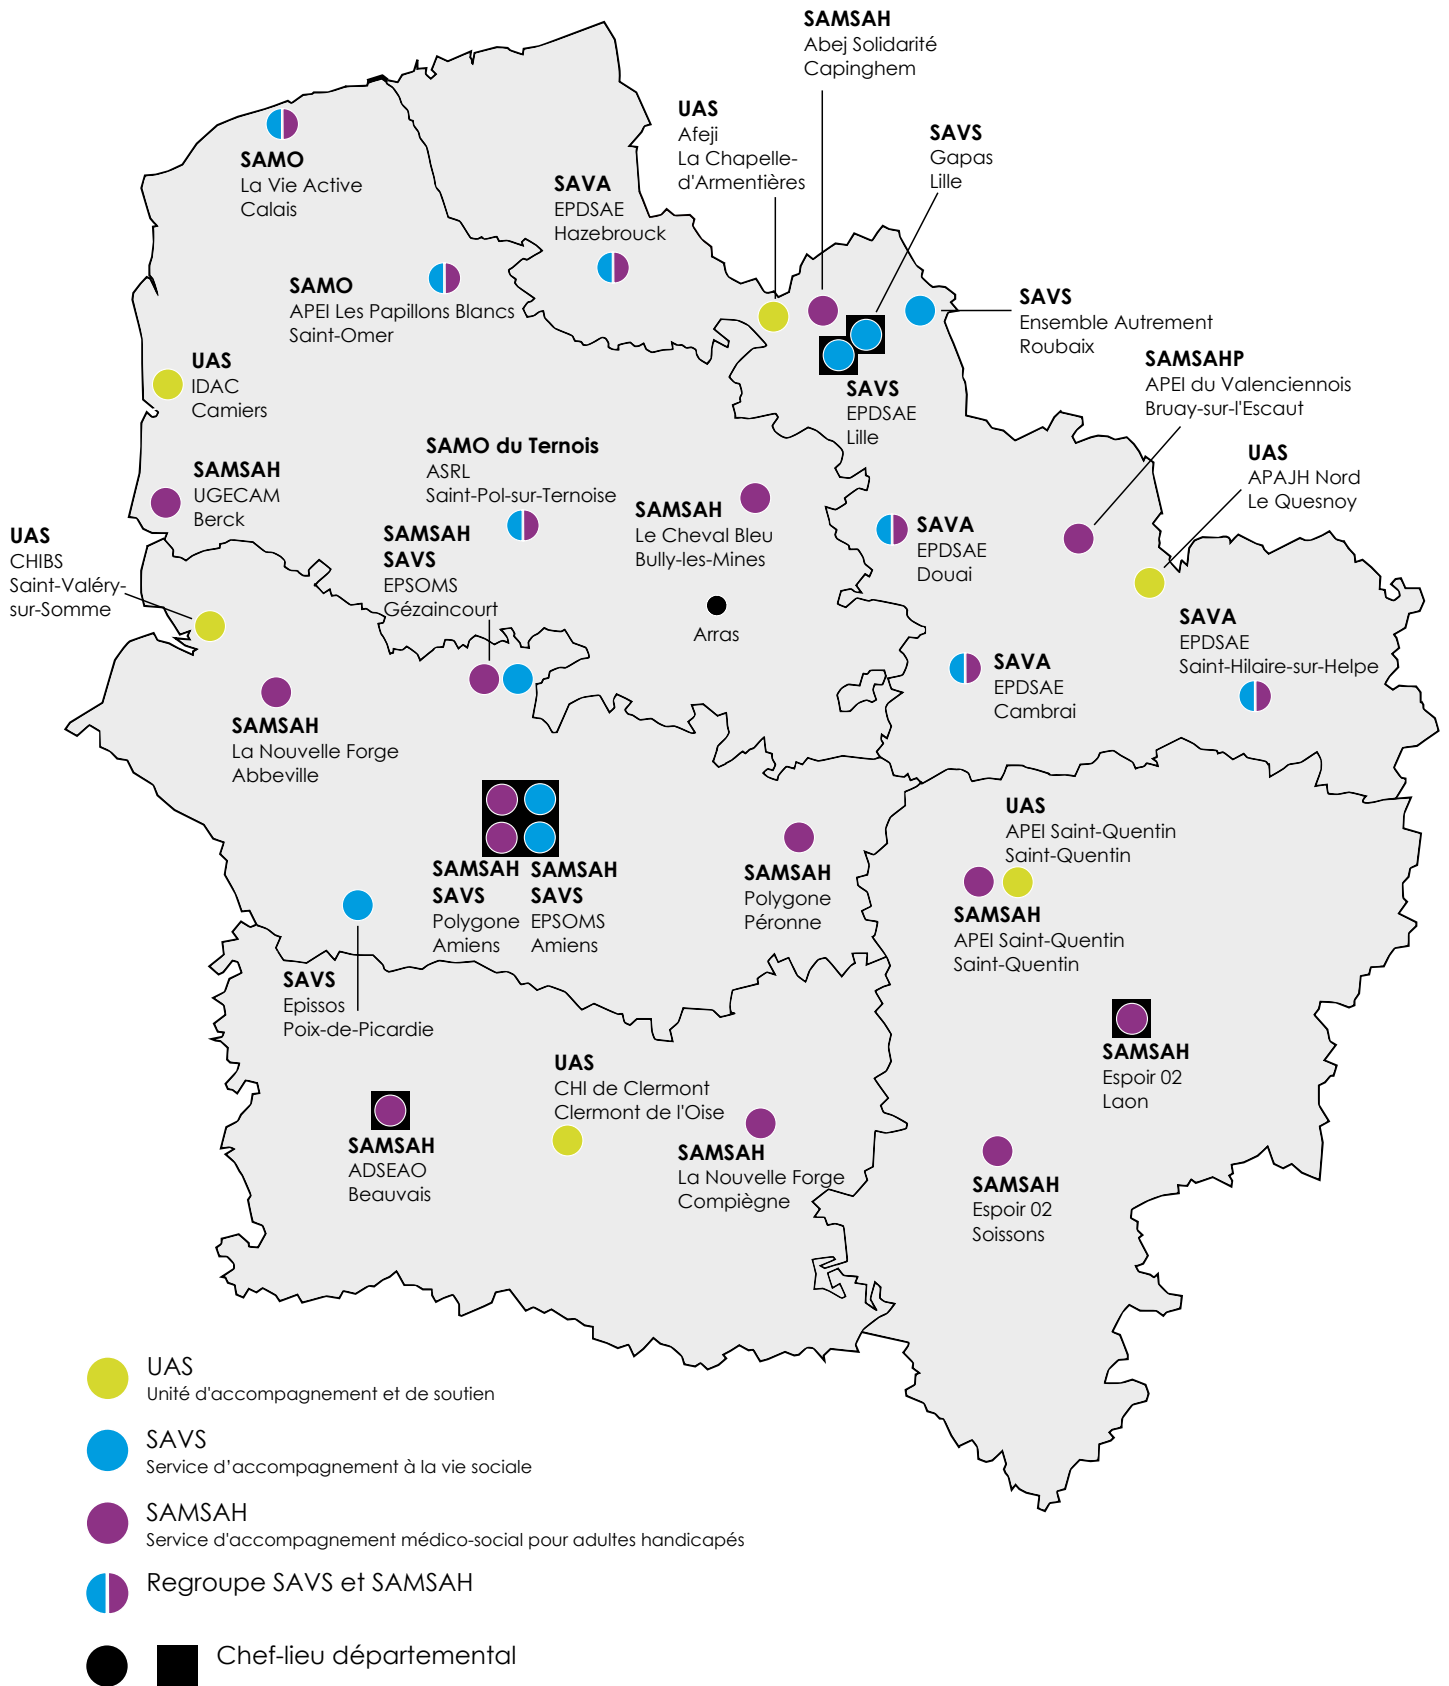 SAMSAH
Abej Solidarité
Capinghem
UAS
Afeji
La Chapelle-
d'Armentières
SAVS
Gapas
Lille
SAMO
La Vie Active
Calais
SAVA
EPDSAE
Hazebrouck
SAMO
APEI Les Papillons Blancs
Saint-Omer
SAVS
Ensemble Autrement
Roubaix
UAS
IDAC
Camiers
SAVS
EPDSAE
Lille
SAMSAHP
APEI du Valenciennois
Bruay-sur-l'Escaut
SAMO du Ternois
ASRL
Saint-Pol-sur-Ternoise
UAS
APAJH Nord
Le Quesnoy
SAMSAH
UGECAM
Berck
SAMSAH
Le Cheval Bleu
Bully-les-Mines
SAVA
EPDSAE
Douai
UAS
CHIBS
Saint-Valéry-
sur-Somme
SAMSAH
SAVS
EPSOMS
Gézaincourt
Arras
SAVA
EPDSAE
Saint-Hilaire-sur-Helpe
SAVA
EPDSAE
Cambrai
SAMSAH
La Nouvelle Forge
Abbeville
UAS
APEI Saint-Quentin
Saint-Quentin
SAMSAH
SAVS
Polygone
Amiens
SAMSAH
SAVS
EPSOMS
Amiens
SAMSAH
Polygone
Péronne
SAMSAH
APEI Saint-Quentin
Saint-Quentin
SAVS
Epissos
Poix-de-Picardie
SAMSAH
Espoir 02
Laon
UAS
CHI de Clermont
Clermont de l'Oise
SAMSAH
ADSEAO
Beauvais
SAMSAH
La Nouvelle Forge
Compiègne
SAMSAH
Espoir 02
Soissons
UAS
Unité d'accompagnement et de soutien
SAVS
Service d’accompagnement à la vie sociale
SAMSAH
Service d'accompagnement médico-social pour adultes handicapés
Regroupe SAVS et SAMSAH
Chef-lieu départemental